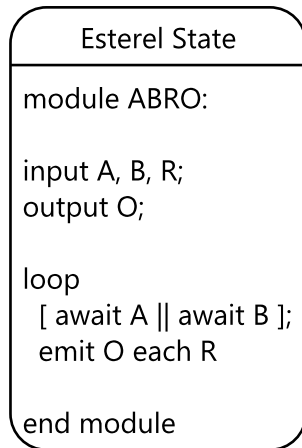 Esterel State
module ABRO:
input A, B, R;
output O;
loop
[ await A || await B ];
emit O each R
end module